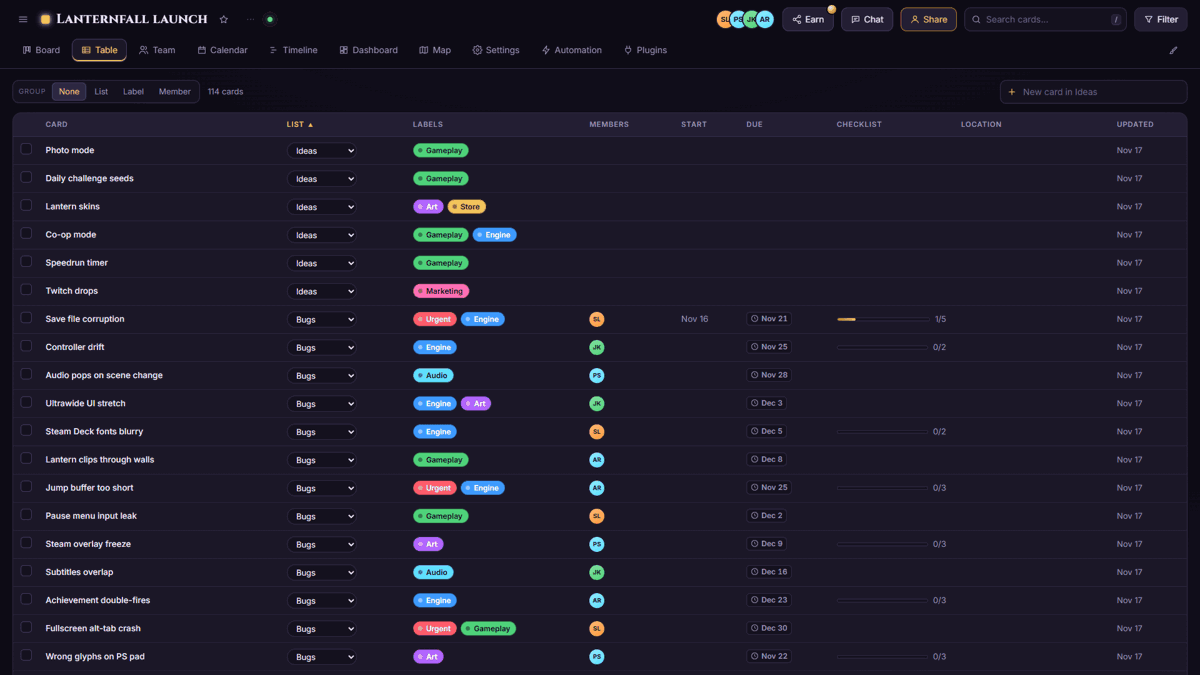 LANTERNFALL LAUNCH ☆ ··· SL PS JK AR Earn Chat Share Search cards... / Filter
Board Table Team Calendar Timeline Dashboard Map Settings Automation Plugins
GROUP None List Label Member 114 cards + New card in Ideas
CARD LIST ▲ LABELS MEMBERS START DUE CHECKLIST LOCATION UPDATED
Photo mode Ideas Gameplay Nov 17
Daily challenge seeds Ideas Gameplay Nov 17
Lantern skins Ideas Art Store Nov 17
Co-op mode Ideas Gameplay Engine Nov 17
Speedrun timer Ideas Gameplay Nov 17
Twitch drops Ideas Marketing Nov 17
Save file corruption Bugs Urgent Engine SL Nov 16 Nov 21 1/5 Nov 17
Controller drift Bugs Engine JK Nov 25 0/2 Nov 17
Audio pops on scene change Bugs Audio PS Nov 28 Nov 17
Ultrawide UI stretch Bugs Engine Art JK Dec 3 Nov 17
Steam Deck fonts blurry Bugs Engine SL Dec 5 0/2 Nov 17
Lantern clips through walls Bugs Gameplay AR Dec 8 Nov 17
Jump buffer too short Bugs Urgent Engine AR Nov 25 0/3 Nov 17
Pause menu input leak Bugs Gameplay SL Dec 2 Nov 17
Steam overlay freeze Bugs Art PS Dec 9 0/3 Nov 17
Subtitles overlap Bugs Audio JK Dec 16 Nov 17
Achievement double-fires Bugs Engine AR Dec 23 0/3 Nov 17
Fullscreen alt-tab crash Bugs Urgent Gameplay SL Dec 30 Nov 17
Wrong glyphs on PS pad Bugs Art PS Nov 22 0/3 Nov 17